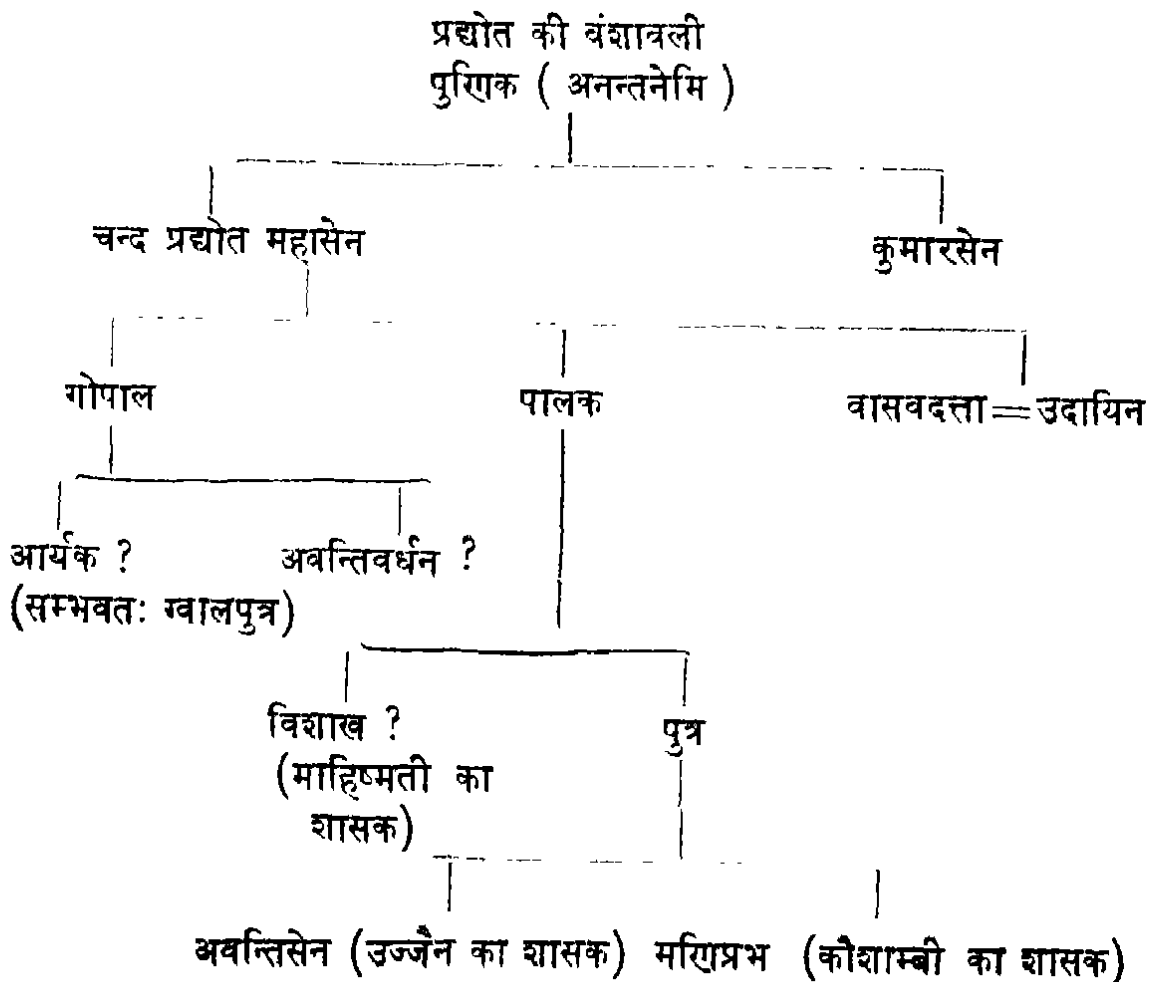 प्रद्योत की वंशावली
पुणिक ( अनन्तनेमि )
चन्द प्रद्योत महासेन
कुमारसेन
गोपाल
पालक
वासवदत्ता = उदायिन
आर्यक ?
अवन्तिवर्धन ?
(सम्भवतः ग्वालपुत्र)
विशाख ?
पुत्र
(माहिष्मती का
शासक)
अवन्तिसेन (उज्जैन का शासक) मणिप्रभ (कौशाम्बी का शासक)